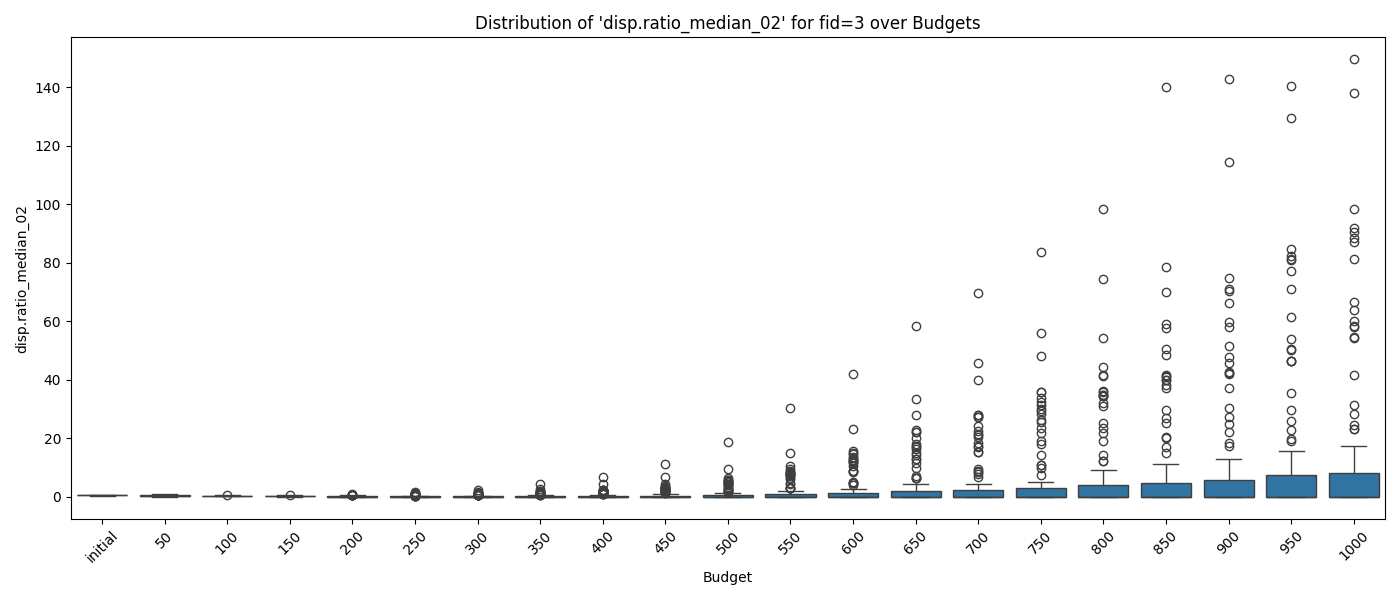 Distribution of 'disp.ratio_median_02' for fid=3 over Budgets
disp.ratio_median_02
140
120
100
80
60
40
20
0
initial 50 100 150 200 250 300 350 400 450 500 550 600 650 700 750 800 850 900 950 1000
Budget